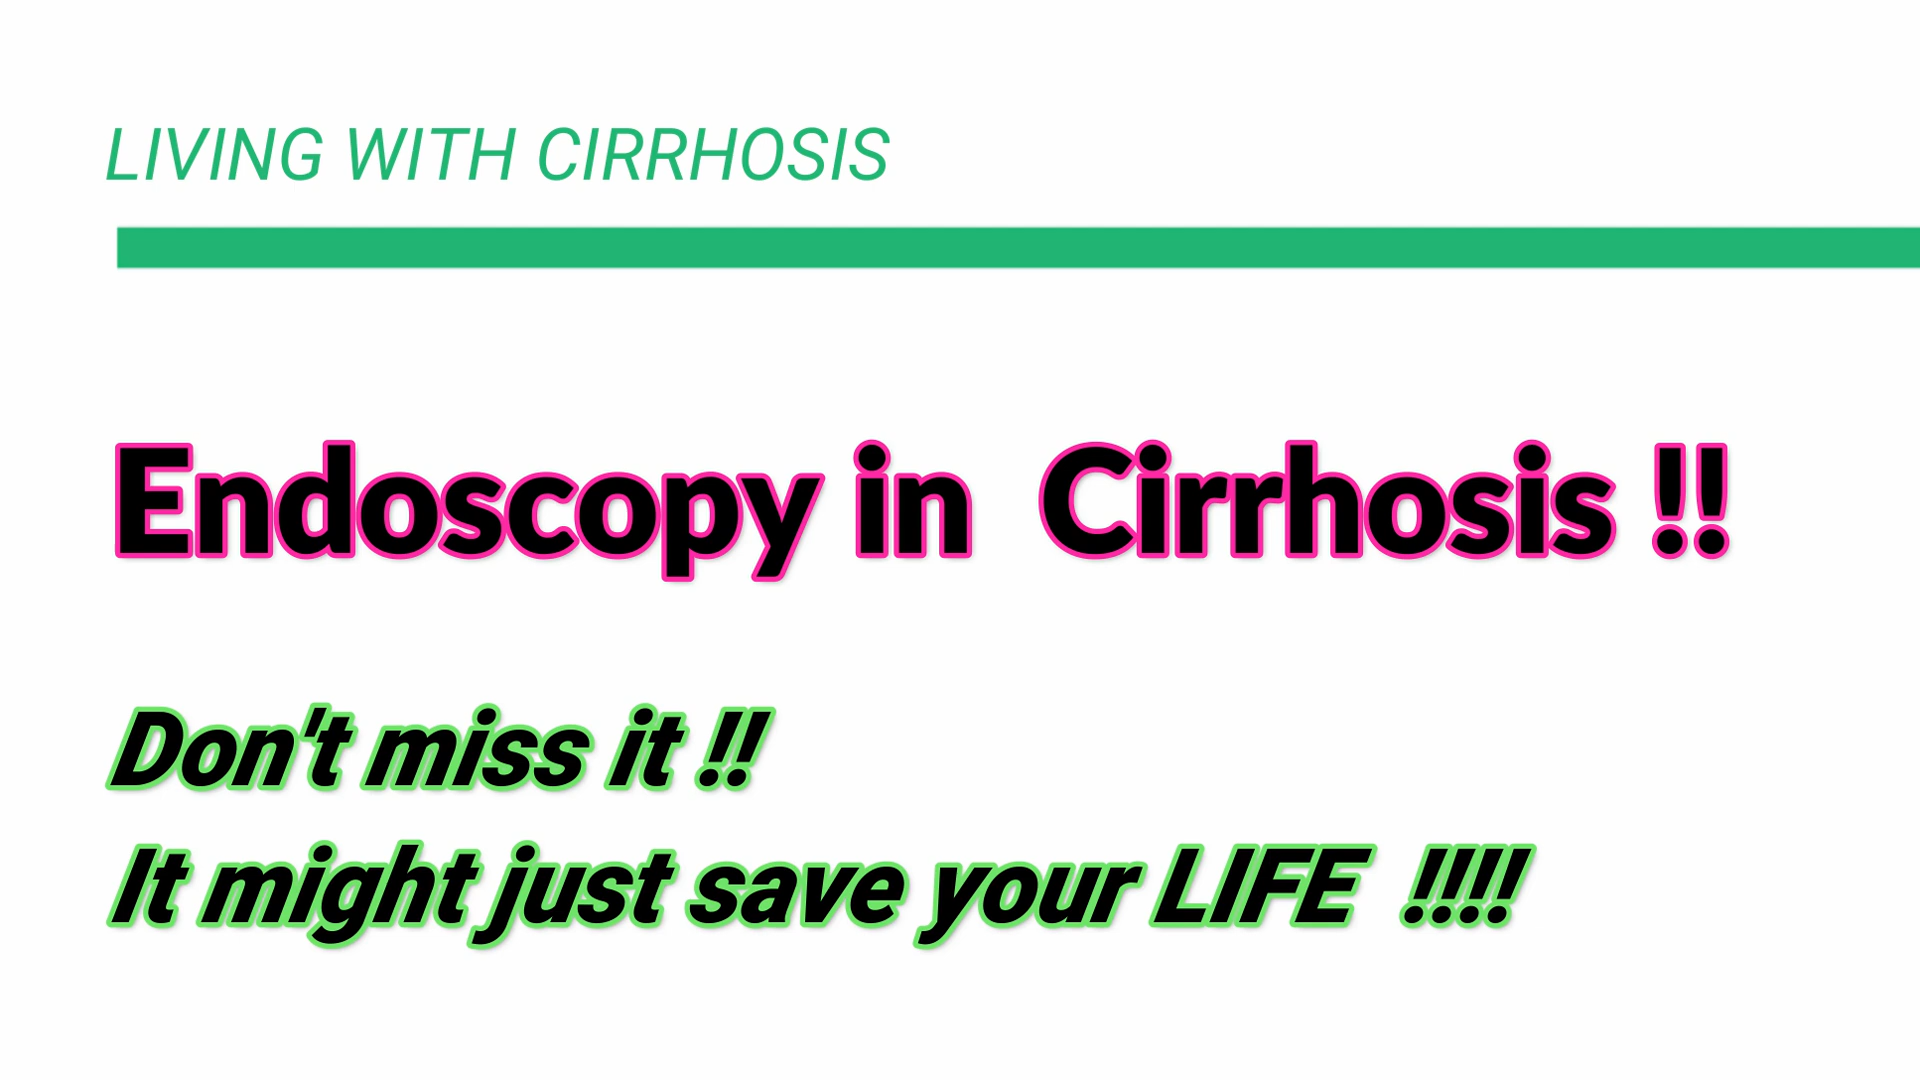 LIVING WITH CIRRHOSIS
Endoscopy in  Cirrhosis !!
Don't miss it !!
It might just save your LIFE  !!!!